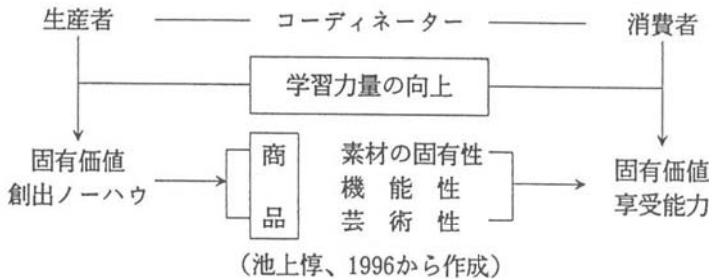 生産者 コーディネーター 消費者
学習力量の向上
固有価値
創出ノーハウ
商品
素材の固有性
機能性
芸術性
固有価値
享受能力
(池上惇、1996から作成)